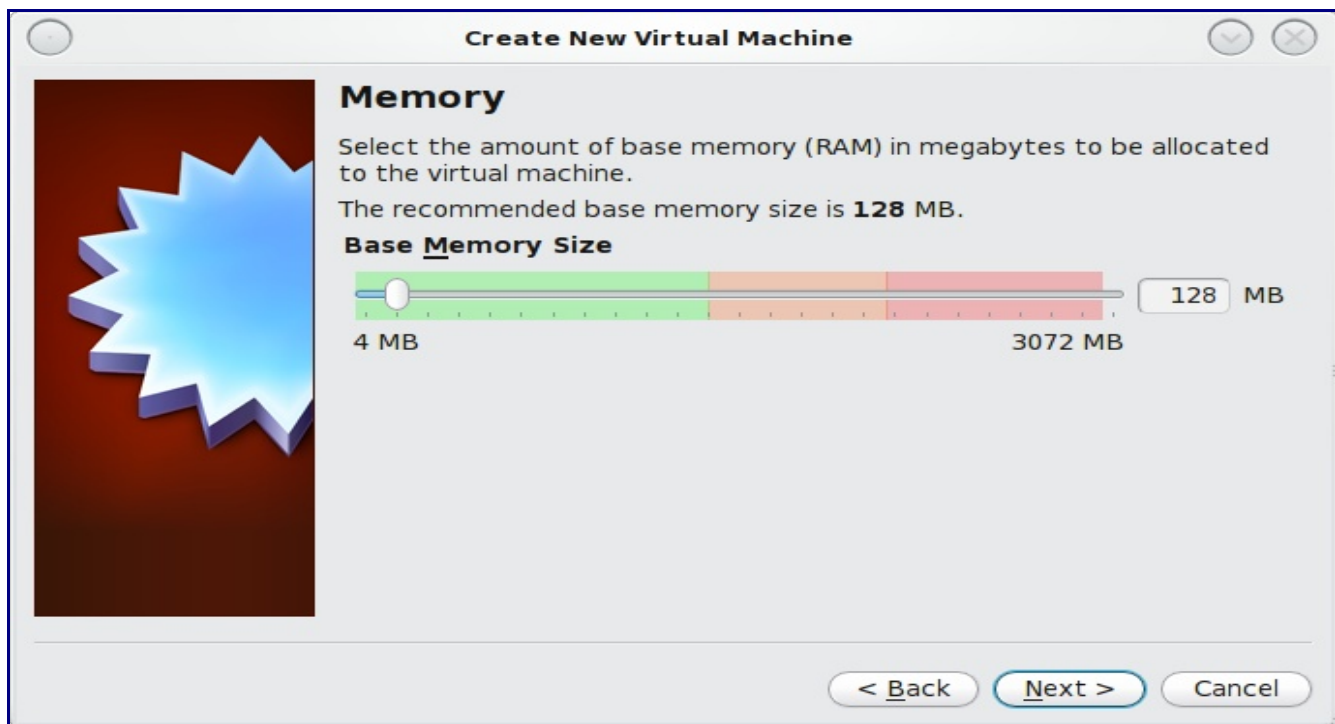 Create New Virtual Machine
Memory
Select the amount of base memory (RAM) in megabytes to be allocated
to the virtual machine.
The recommended base memory size is 128 MB.
Base Memory Size
128 MB
4 MB 3072 MB
< Back Next > Cancel